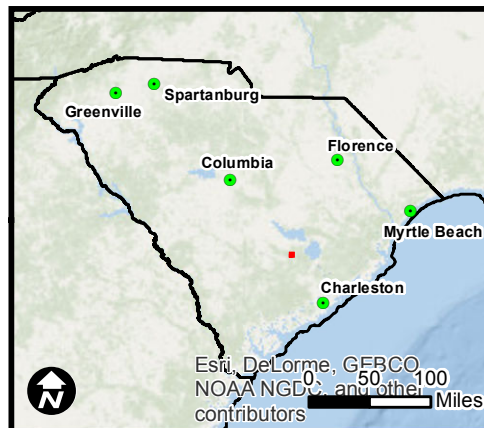 Spartanburg
Greenville
Florence
Columbia
Myrtle Beach
Charleston
Esri, DeLorme, GEBCO,
NOAA NGDC, and other
contributors
0 50 100
Miles
N